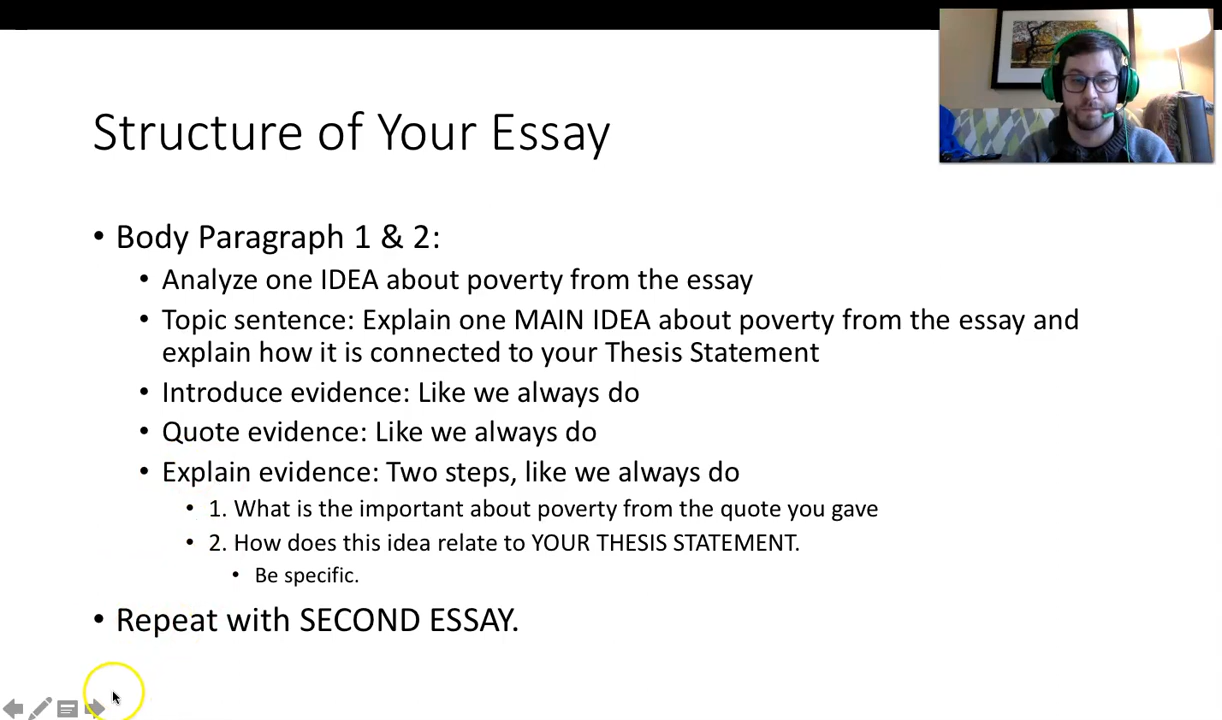 Structure of Your Essay
• Body Paragraph 1 & 2:
• Analyze one IDEA about poverty from the essay
• Topic sentence: Explain one MAIN IDEA about poverty from the essay and
explain how it is connected to your Thesis Statement
• Introduce evidence: Like we always do
• Quote evidence: Like we always do
• Explain evidence: Two steps, like we always do
• 1. What is the important about poverty from the quote you gave
• 2. How does this idea relate to YOUR THESIS STATEMENT.
• Be specific.
• Repeat with SECOND ESSAY.